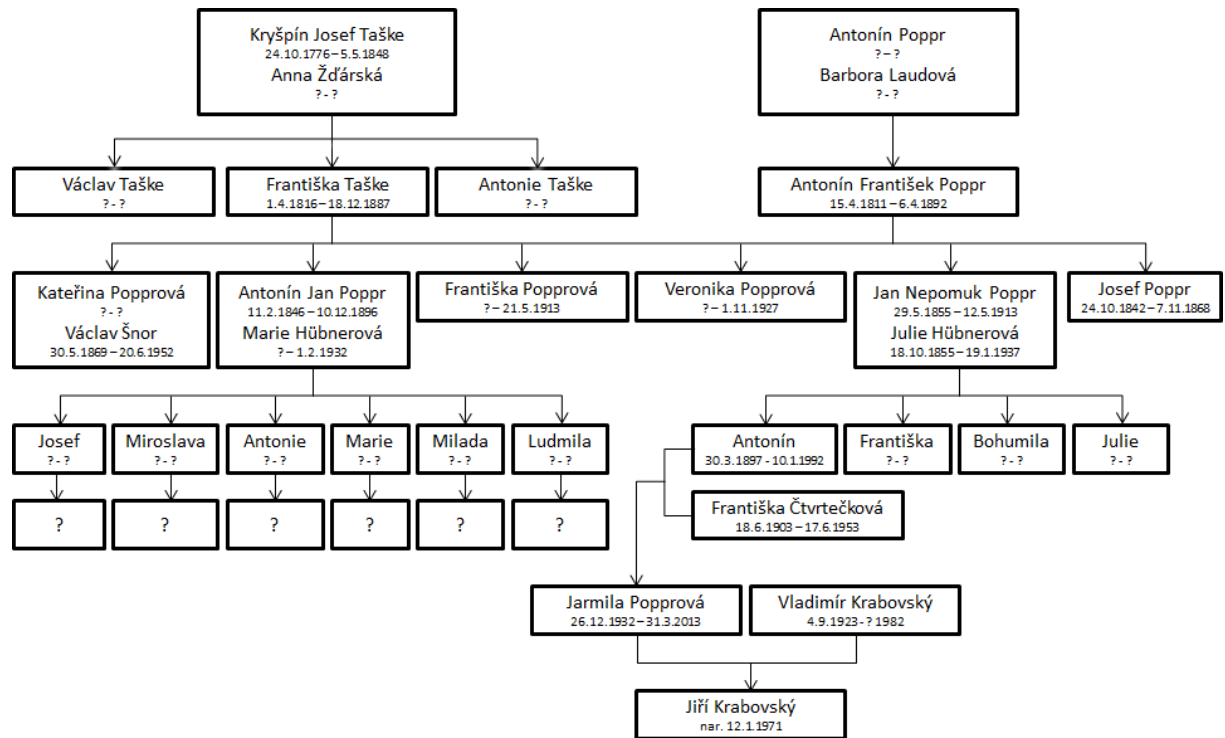 Kryšpín Josef Taške
24.10.1776 – 5.5.1848
Anna Žďárská
? - ?
Antonín Poppr
? – ?
Barbora Laudová
? - ?
Václav Taške
? - ?
Františka Taške
1.4.1816 – 18.12.1887
Antonie Taške
? - ?
Antonín František Poppr
15.4.1811 – 6.4.1892
Kateřina Popprová
? - ?
Václav Šnor
30.5.1869 – 20.6.1952
Antonín Jan Poppr
11.2.1846 – 10.12.1896
Marie Hübnerová
? – 1.2.1932
Františka Popprová
? – 21.5.1913
Veronika Popprová
? – 1.11.1927
Jan Nepomuk Poppr
29.5.1855 – 12.5.1913
Julie Hübnerová
18.10.1855 – 19.1.1937
Josef Poppr
24.10.1842 – 7.11.1868
Josef
? - ?
Miroslava
? - ?
Antonie
? - ?
Marie
? - ?
Milada
? - ?
Ludmila
? - ?
Antonín
30.3.1897 - 10.1.1992
Františka
? - ?
Bohumila
? - ?
Julie
? - ?
?
?
?
?
?
?
Františka Čtvrtečková
18.6.1903 – 17.6.1953
Jarmila Popprová
26.12.1932 – 31.3.2013
Vladimír Krabovský
4.9.1923 - ? 1982
Jiří Krabovský
nar. 12.1.1971